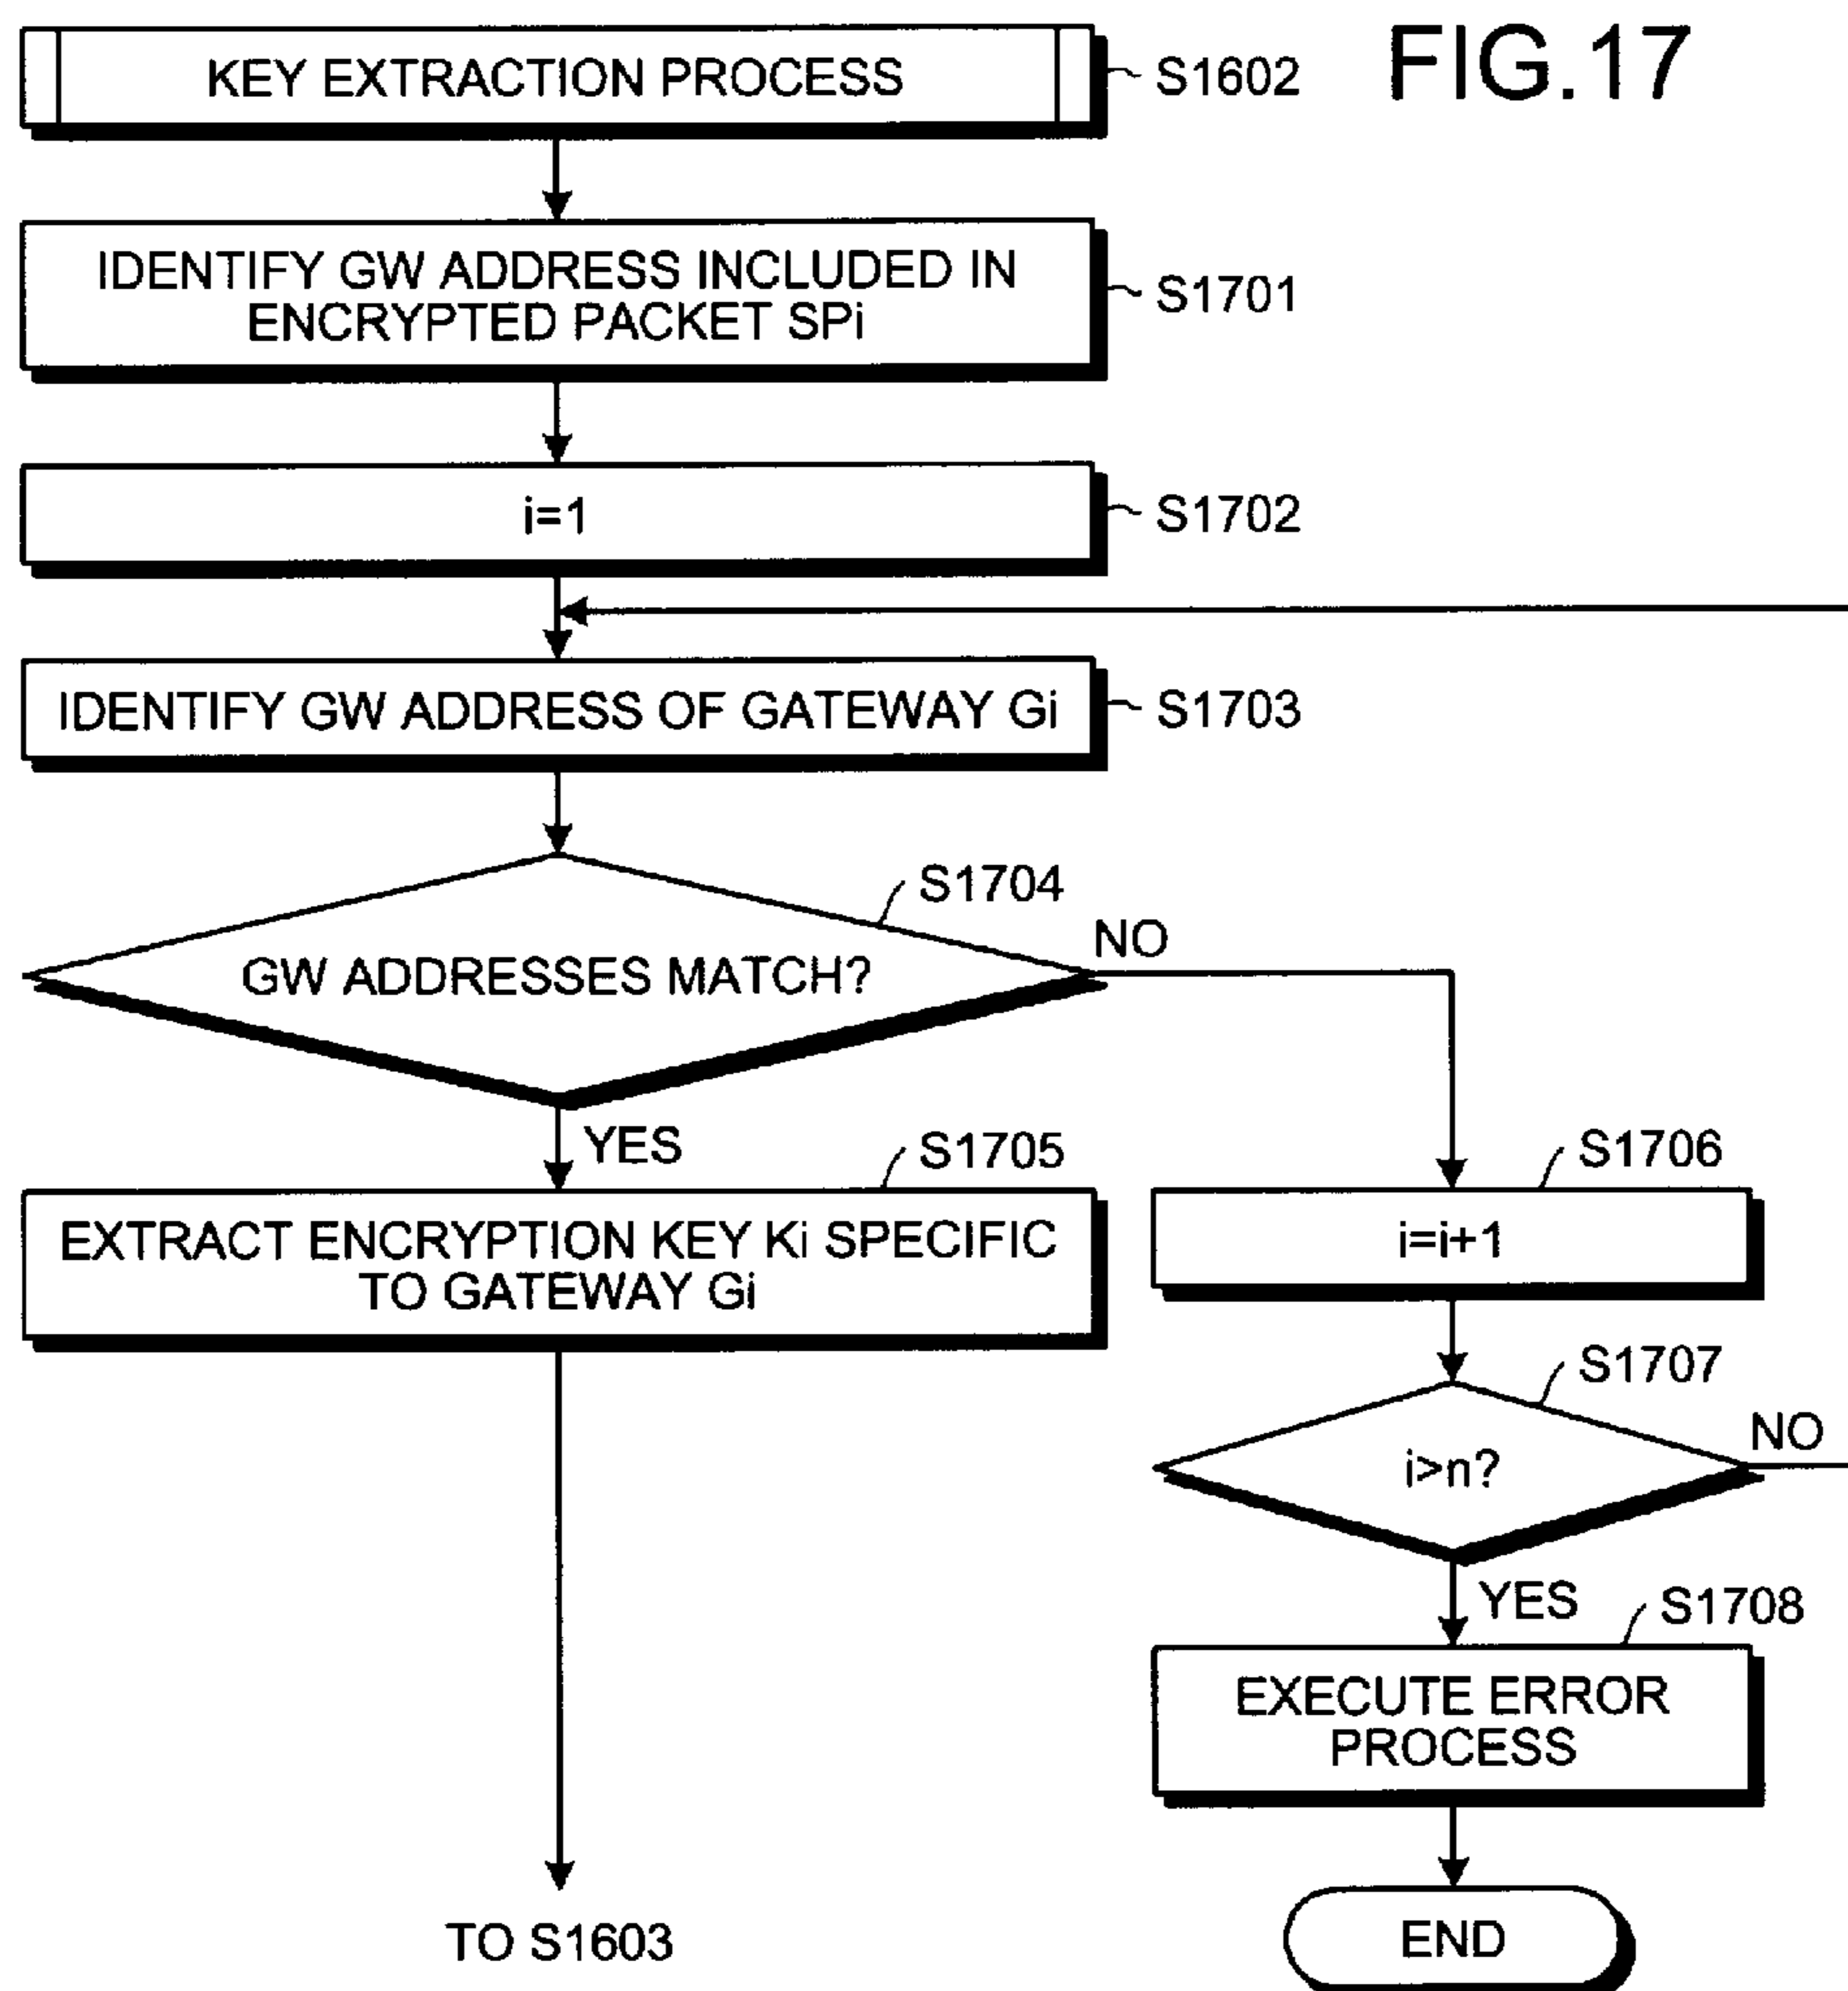 FIG.17
KEY EXTRACTION PROCESS
S1602
IDENTIFY GW ADDRESS INCLUDED IN
ENCRYPTED PACKET SPi
S1701
i=1
S1702
IDENTIFY GW ADDRESS OF GATEWAY Gi
S1703
S1704
GW ADDRESSES MATCH?
NO
YES
S1705
EXTRACT ENCRYPTION KEY Ki SPECIFIC
TO GATEWAY Gi
S1706
i=i+1
S1707
i>n?
NO
YES
S1708
EXECUTE ERROR
PROCESS
TO S1603
END